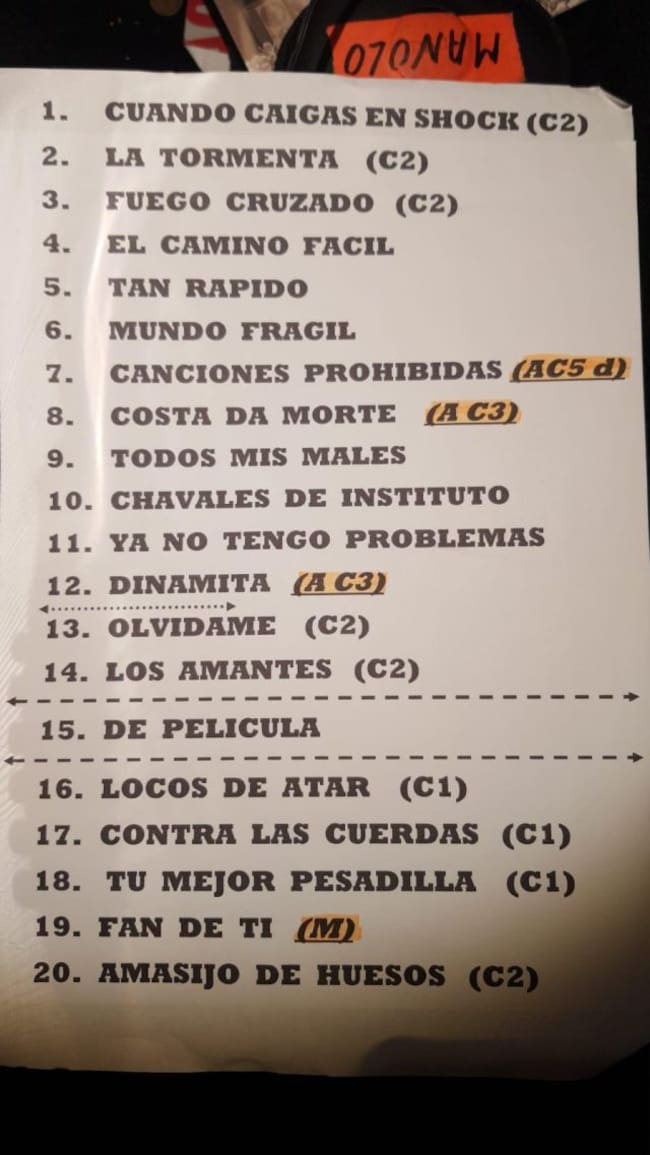 MANOLO
1. CUANDO CAIGAS EN SHOCK (C2)
2. LA TORMENTA (C2)
3. FUEGO CRUZADO (C2)
4. EL CAMINO FACIL
5. TAN RAPIDO
6. MUNDO FRAGIL
7. CANCIONES PROHIBIDAS (AC5 d)
8. COSTA DA MORTE (A C3)
9. TODOS MIS MALES
10. CHAVALES DE INSTITUTO
11. YA NO TENGO PROBLEMAS
12. DINAMITA (A C3)
13. OLVIDAME (C2)
14. LOS AMANTES (C2)
15. DE PELICULA
16. LOCOS DE ATAR (C1)
17. CONTRA LAS CUERDAS (C1)
18. TU MEJOR PESADILLA (C1)
19. FAN DE TI (M)
20. AMASIJO DE HUESOS (C2)